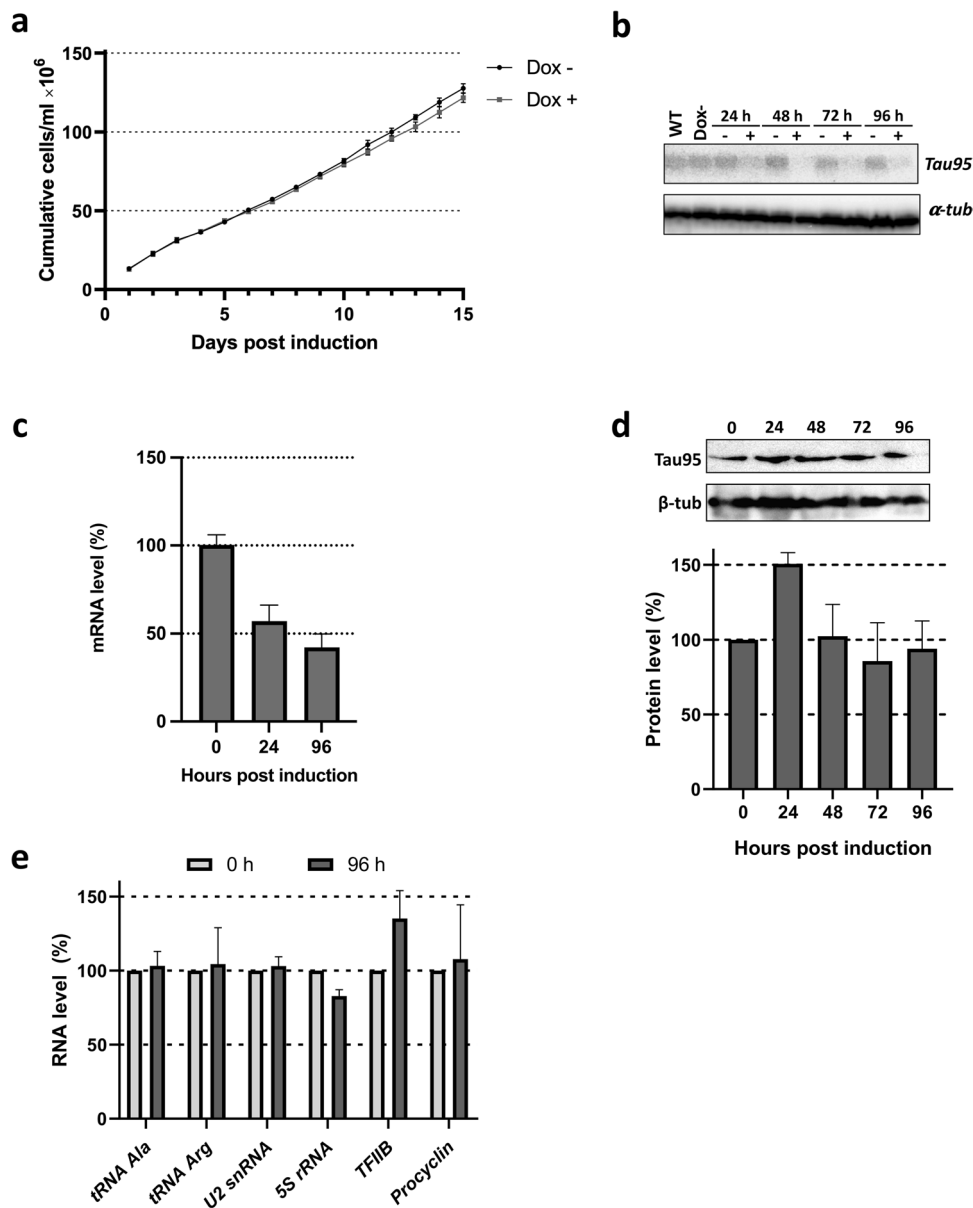 a
Cumulative cells/ml ×10⁶
150
100
50
0
0 5 10 15
Days post induction
Dox -
Dox +
b
WT Dox- 24 h 48 h 72 h 96 h
- + - + - + - +
Tau95
α-tub
c
mRNA level (%)
150
100
50
0
0 24 96
Hours post induction
d
0 24 48 72 96
Tau95
β-tub
Protein level (%)
150
100
50
0
0 24 48 72 96
Hours post induction
e
0 h 96 h
RNA level (%)
150
100
50
0
tRNA Ala
tRNA Arg
U2 snRNA
5S rRNA
TFIIB
Procyclin